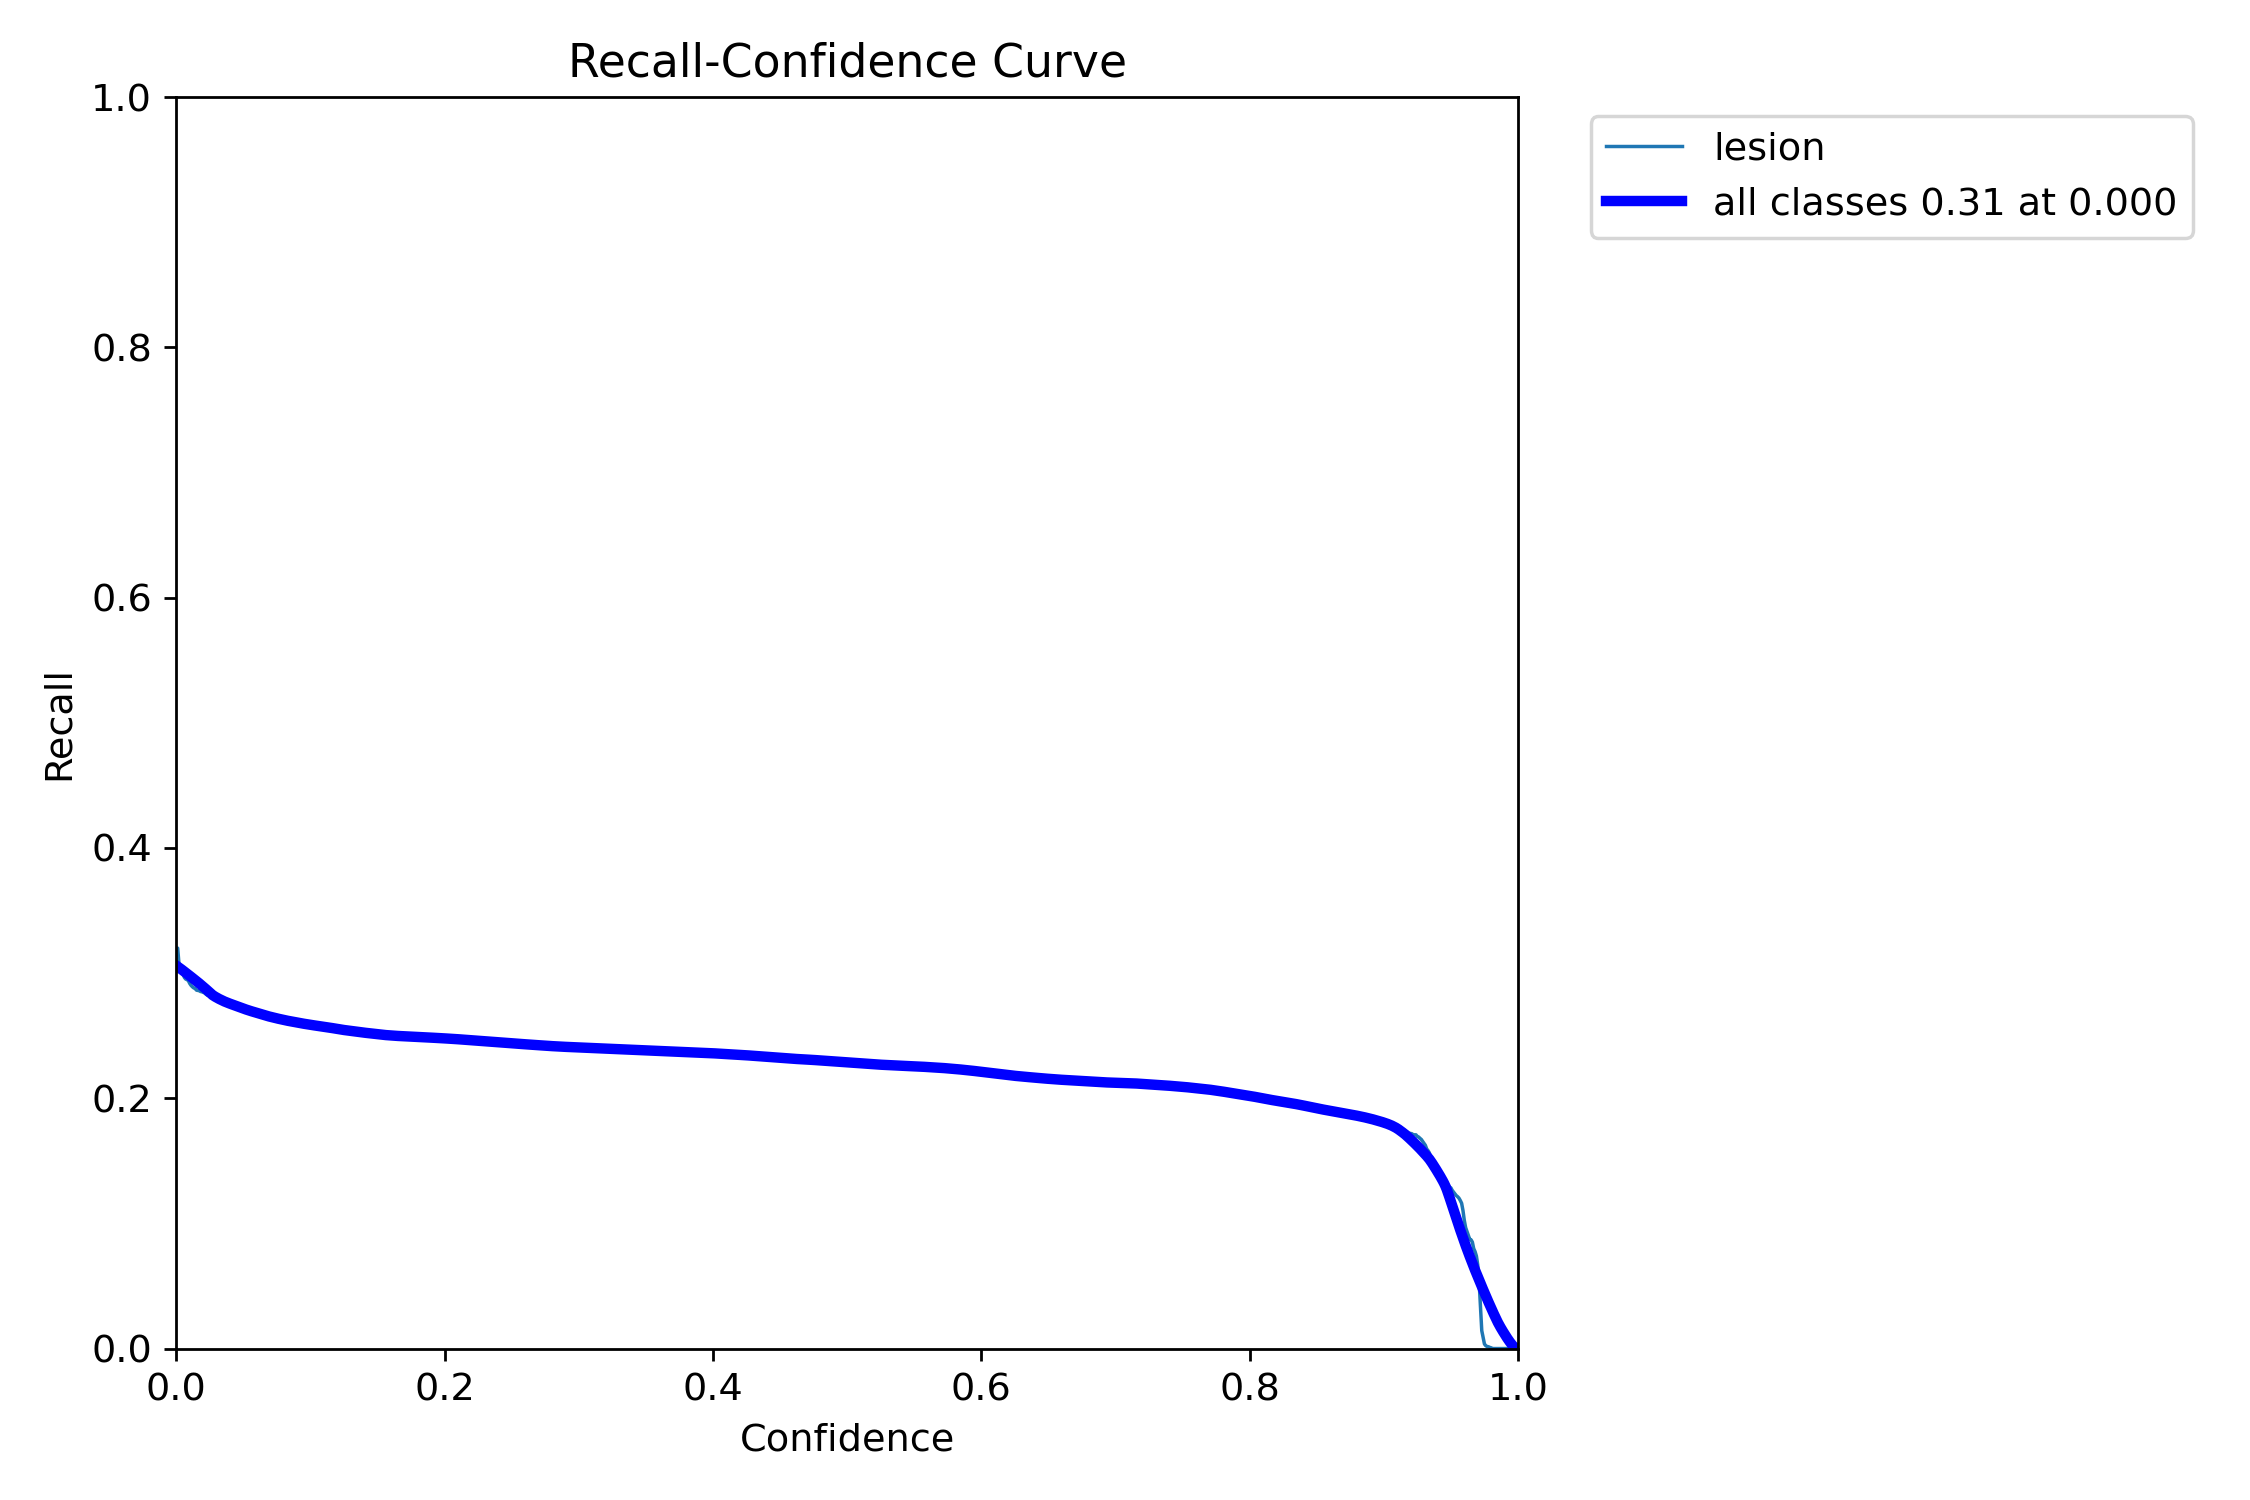 Recall-Confidence Curve
1.0
0.8
0.6
0.4
0.2
0.0
Recall
0.0 0.2 0.4 0.6 0.8 1.0
Confidence
lesion
all classes 0.31 at 0.000